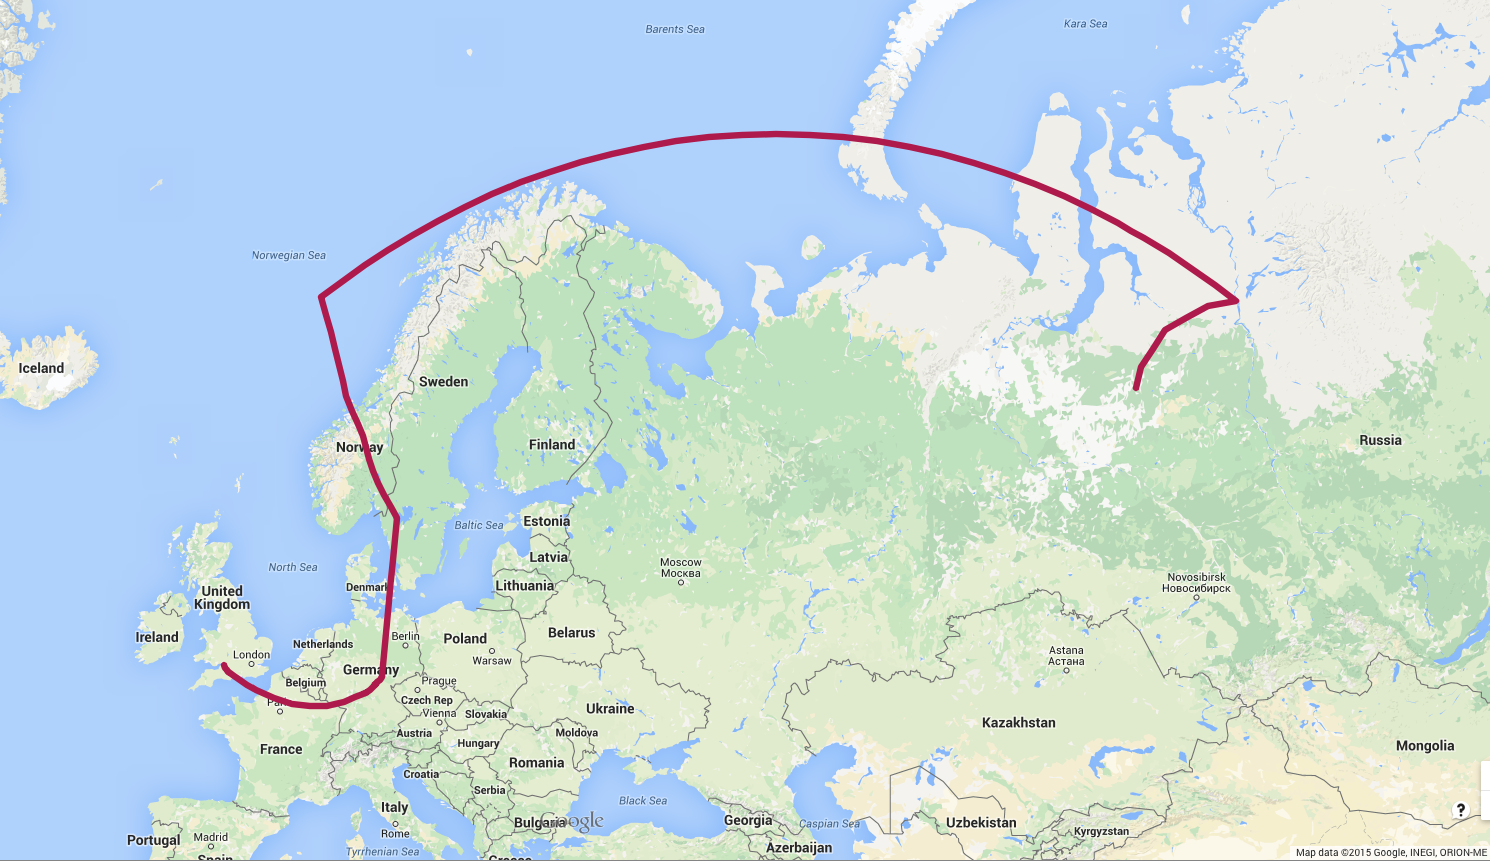 Barents Sea
Kara Sea
Norwegian Sea
Iceland
Sweden
Norway
Finland
Russia
Baltic Sea
Estonia
Latvia
Lithuania
North Sea
Denmark
Moscow
Москва
Novosibirsk
Новосибирск
United
Kingdom
Ireland
London
Netherlands
Berlin
Poland
Warsaw
Belarus
Belgium
Germany
Prague
Czech Rep
Vienna
Slovakia
Ukraine
Astana
Астана
Kazakhstan
Mongolia
France
Austria
Hungary
Moldova
Romania
Croatia
Serbia
Italy
Rome
Black Sea
Bulgaria
Google
Georgia
Caspian Sea
Uzbekistan
Kyrgyzstan
Azerbaijan
Portugal
Madrid
Spain
Tyrrhenian Sea
Greece
?
Map data ©2015 Google, INEGI, ORION-ME